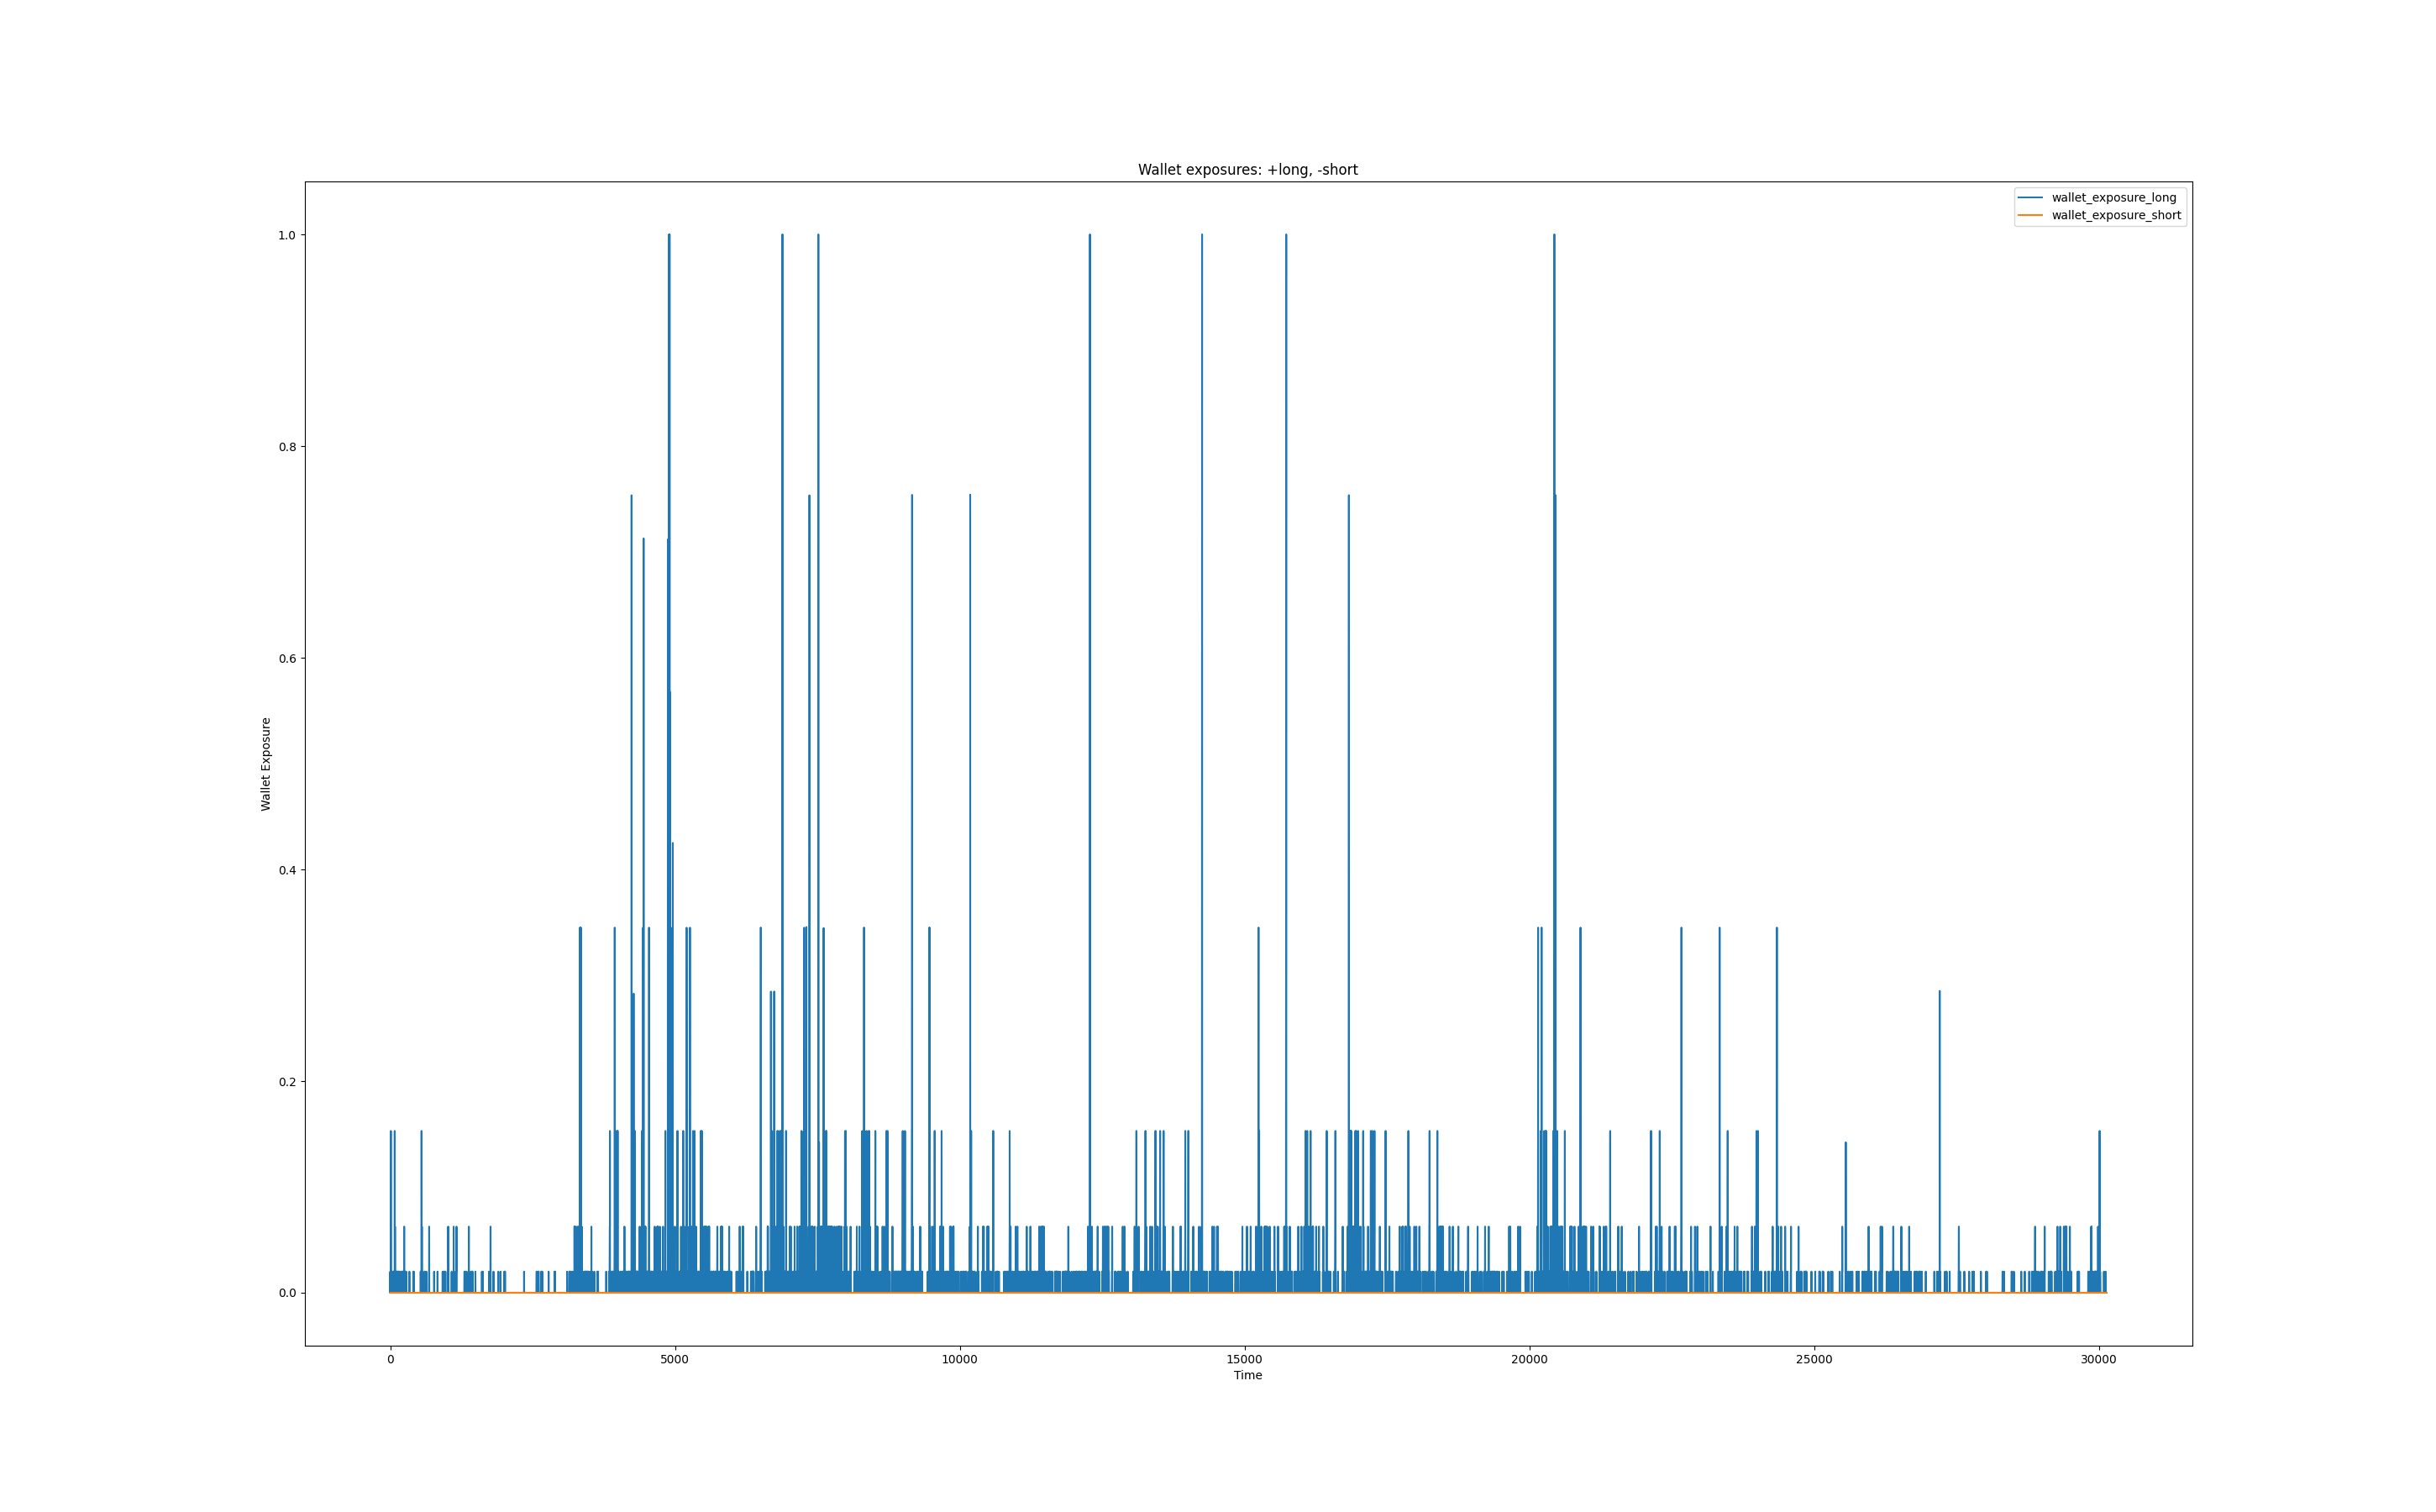 Wallet exposures: +long, -short
wallet_exposure_long
wallet_exposure_short
1.0
0.8
0.6
0.4
0.2
0.0
Wallet Exposure
0 5000 10000 15000 20000 25000 30000
Time